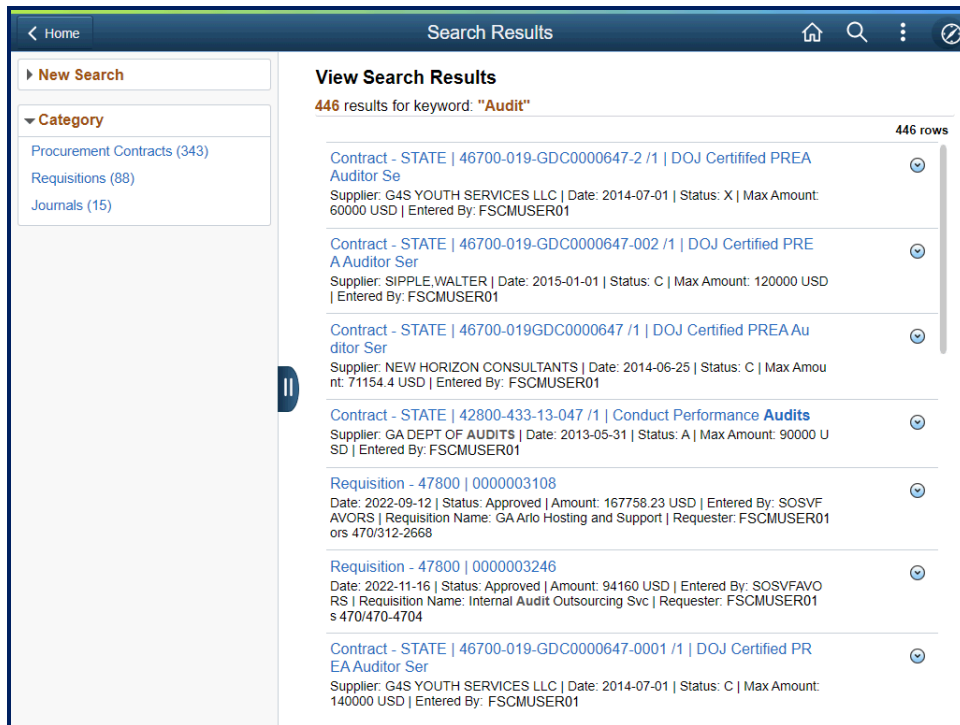 Home
Search Results
New Search
Category
Procurement Contracts (343)
Requisitions (88)
Journals (15)
View Search Results
446 results for keyword: "Audit"
446 rows
Contract - STATE | 46700-019-GDC0000647-2 /1 | DOJ Certififed PREA
Auditor Se
Supplier: G4S YOUTH SERVICES LLC | Date: 2014-07-01 | Status: X | Max Amount:
60000 USD | Entered By: FSCMUSER01
Contract - STATE | 46700-019-GDC0000647-002 /1 | DOJ Certified PRE
A Auditor Ser
Supplier: SIPPLE,WALTER | Date: 2015-01-01 | Status: C | Max Amount: 120000 USD
| Entered By: FSCMUSER01
Contract - STATE | 46700-019GDC0000647 /1 | DOJ Certified PREA Au
ditor Ser
Supplier: NEW HORIZON CONSULTANTS | Date: 2014-06-25 | Status: C | Max Amou
nt: 71154.4 USD | Entered By: FSCMUSER01
Contract - STATE | 42800-433-13-047 /1 | Conduct Performance Audits
Supplier: GA DEPT OF AUDITS | Date: 2013-05-31 | Status: A | Max Amount: 90000 U
SD | Entered By: FSCMUSER01
Requisition - 47800 | 0000003108
Date: 2022-09-12 | Status: Approved | Amount: 167758.23 USD | Entered By: SOSVF
AVORS | Requisition Name: GA Arlo Hosting and Support | Requester: FSCMUSER01
ors 470/312-2668
Requisition - 47800 | 0000003246
Date: 2022-11-16 | Status: Approved | Amount: 94160 USD | Entered By: SOSVFAVO
RS | Requisition Name: Internal Audit Outsourcing Svc | Requester: FSCMUSER01
s 470/470-4704
Contract - STATE | 46700-019-GDC0000647-0001 /1 | DOJ Certified PR
EA Auditor Ser
Supplier: G4S YOUTH SERVICES LLC | Date: 2014-07-01 | Status: C | Max Amount:
140000 USD | Entered By: FSCMUSER01